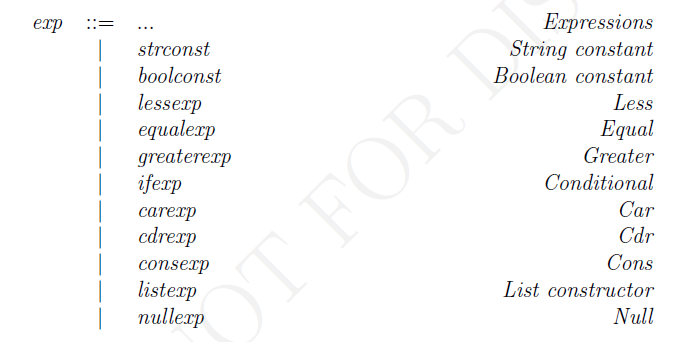 exp ::= ... Expressions
| strconst String constant
| boolconst Boolean constant
| lessexp Less
| equalexp Equal
| greaterexp Greater
| ifexp Conditional
| carexp Car
| cdrexp Cdr
| consexp Cons
| listexp List constructor
| nullexp Null
NOT FOR DIS